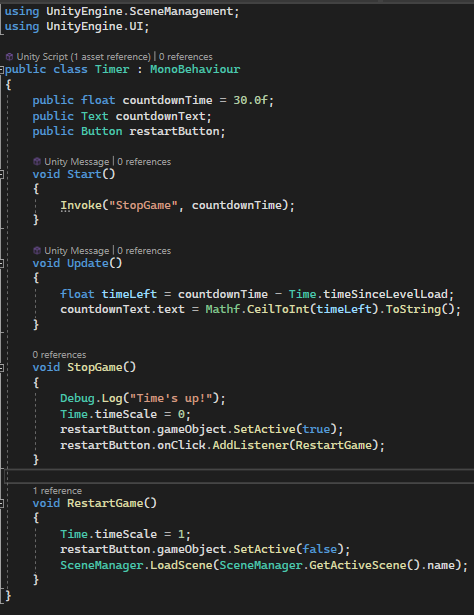 using UnityEngine.SceneManagement;
using UnityEngine.UI;
Unity Script (1 asset reference) | 0 references
public class Timer : MonoBehaviour
{
public float countdownTime = 30.0f;
public Text countdownText;
public Button restartButton;
Unity Message | 0 references
void Start()
{
Invoke("StopGame", countdownTime);
}
Unity Message | 0 references
void Update()
{
float timeLeft = countdownTime - Time.timeSinceLevelLoad;
countdownText.text = Mathf.CeilToInt(timeLeft).ToString();
}
0 references
void StopGame()
{
Debug.Log("Time's up!");
Time.timeScale = 0;
restartButton.gameObject.SetActive(true);
restartButton.onClick.AddListener(RestartGame);
}
1 reference
void RestartGame()
{
Time.timeScale = 1;
restartButton.gameObject.SetActive(false);
SceneManager.LoadScene(SceneManager.GetActiveScene().name);
}
}